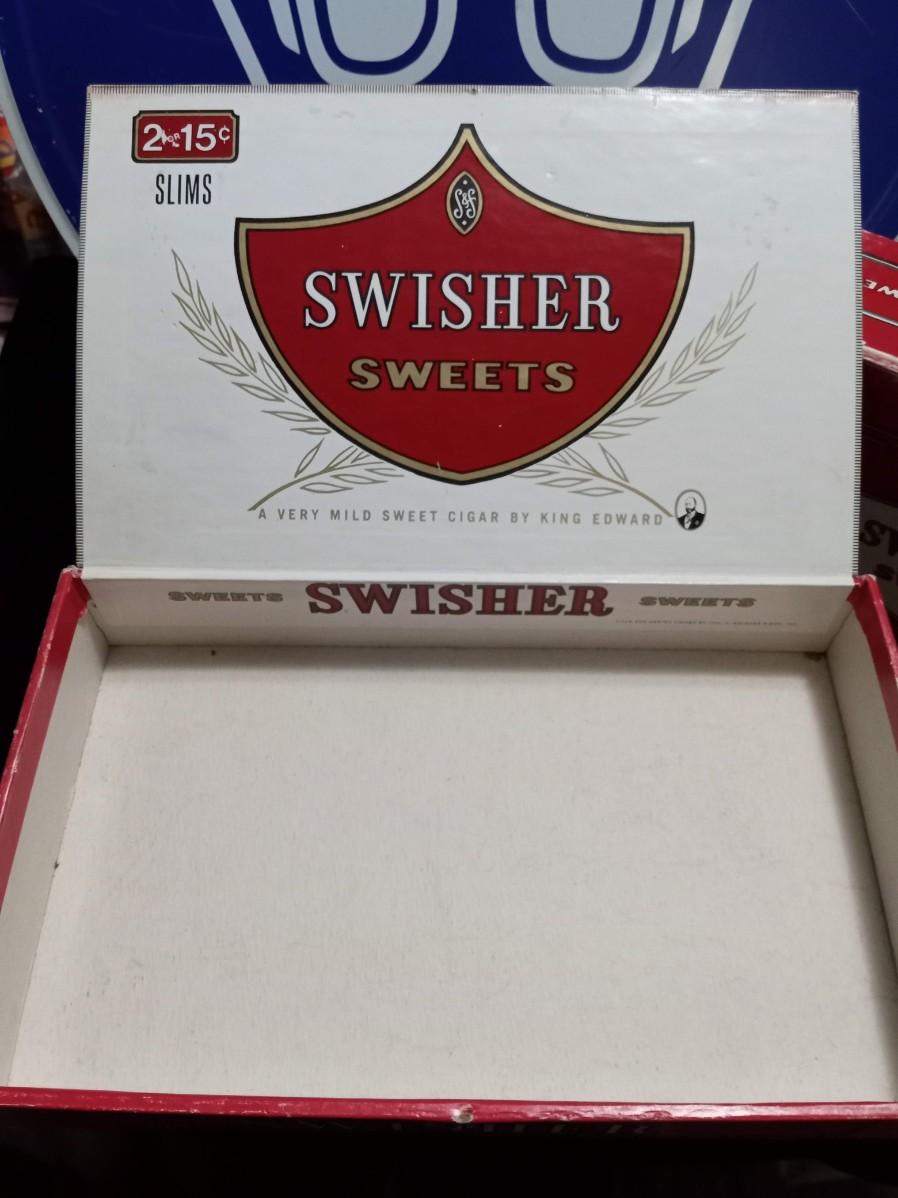 2 FOR 15¢
SLIMS
S&F
SWISHER
SWEETS
A VERY MILD SWEET CIGAR BY KING EDWARD
SWEETS SWISHER SWEETS